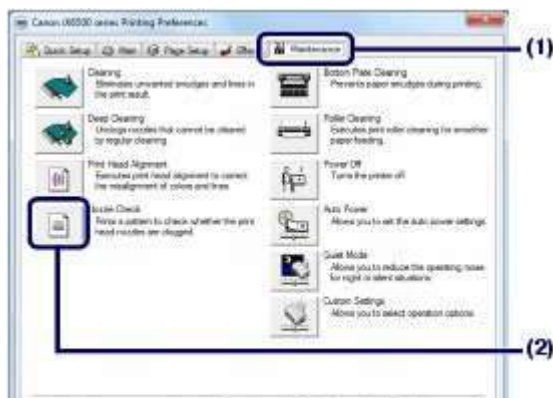 Canon iX6500 series Printing Preferences
Quick Setup Main Page Setup Effects Maintenance
(1)
Cleaning
Eliminates unwanted smudges and lines in
the print result.
Deep Cleaning
Unclogs nozzles that cannot be cleared
by regular cleaning.
Print Head Alignment
Executes print head alignment to correct
the misalignment of colors and lines.
Nozzle Check
Prints a pattern to check whether the print
head nozzles are clogged.
Bottom Plate Cleaning
Prevents paper smudges during printing.
Roller Cleaning
Executes print roller cleaning for smoother
paper feeding.
Power Off
Turns the printer off.
Auto Power
Allows you to set the auto power settings.
Quiet Mode
Allows you to reduce the operating noise
for night or silent situations.
Custom Settings
Allows you to select operation options.
(2)